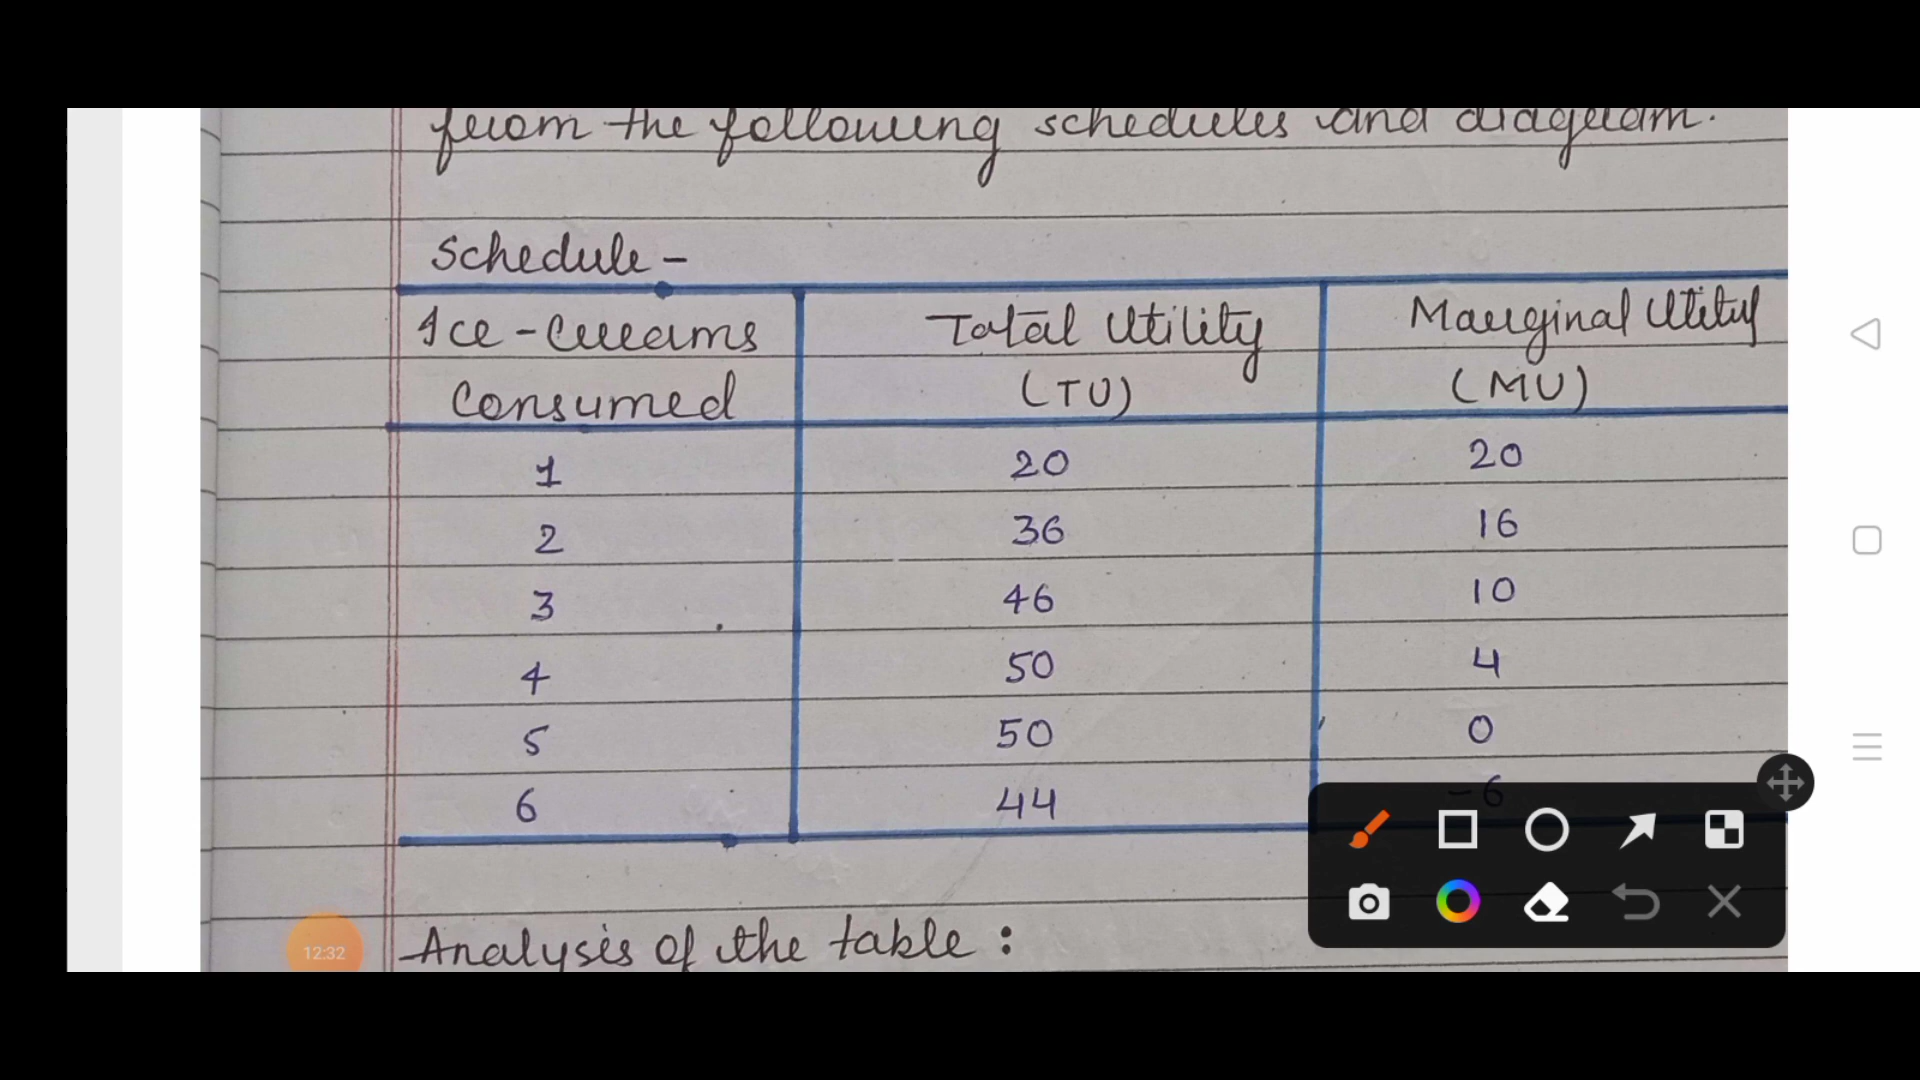 from the following schedules and diagram.
Schedule -
Ice-Creams Consumed
Total Utility (TU)
Marginal Utility (MU)
1 20 20
2 36 16
3 46 10
4 50 4
5 50 0
6 44 -6
Analysis of the table :
12:32